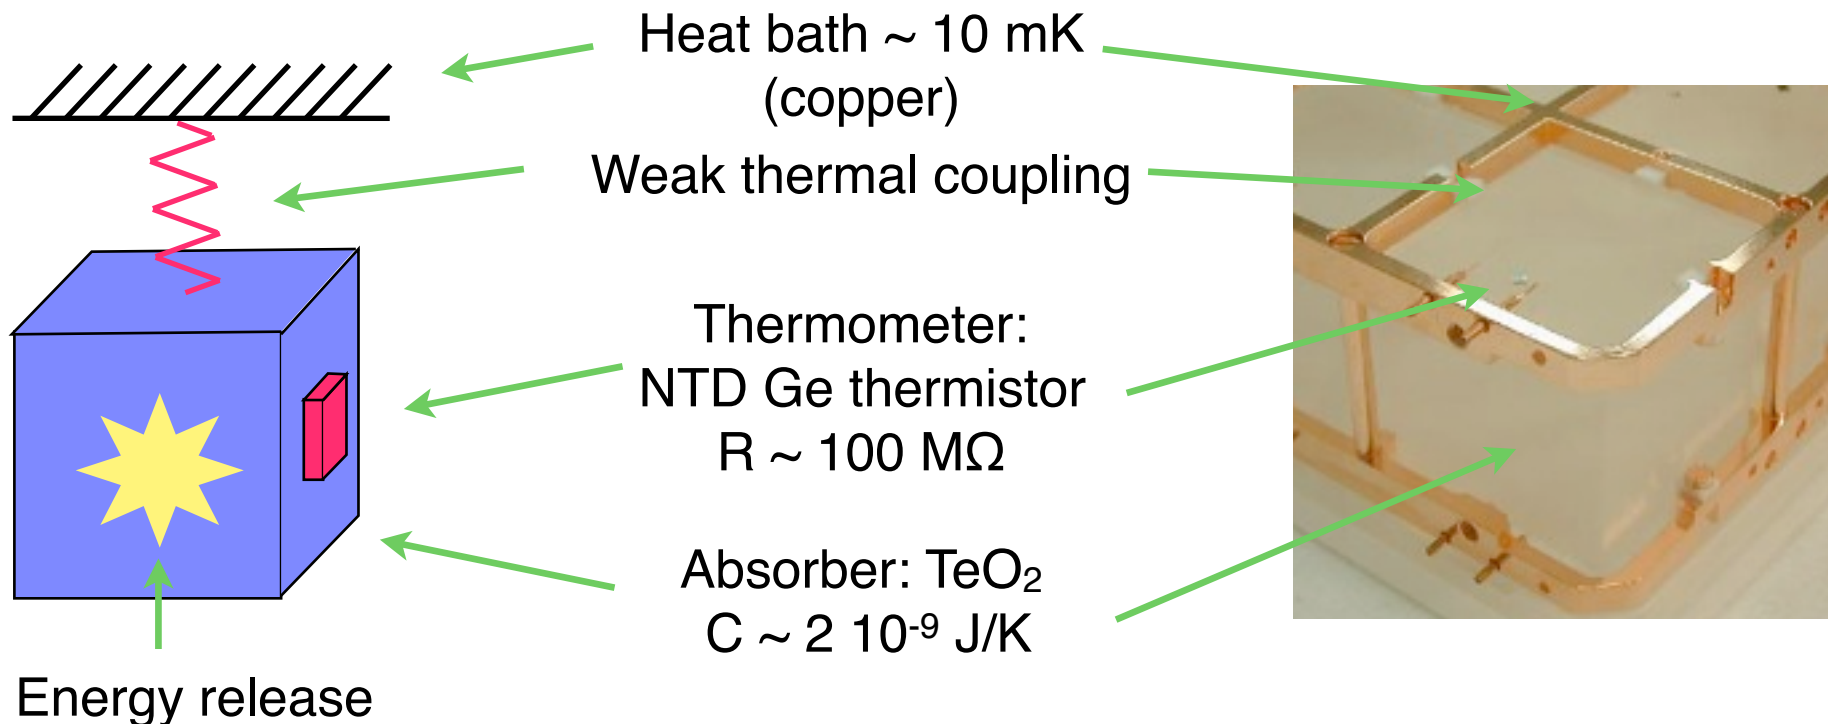 Heat bath ~ 10 mK
(copper)
Weak thermal coupling
Thermometer:
NTD Ge thermistor
R ~ 100 MΩ
Absorber: TeO₂
C ~ 2 10⁻⁹ J/K
Energy release